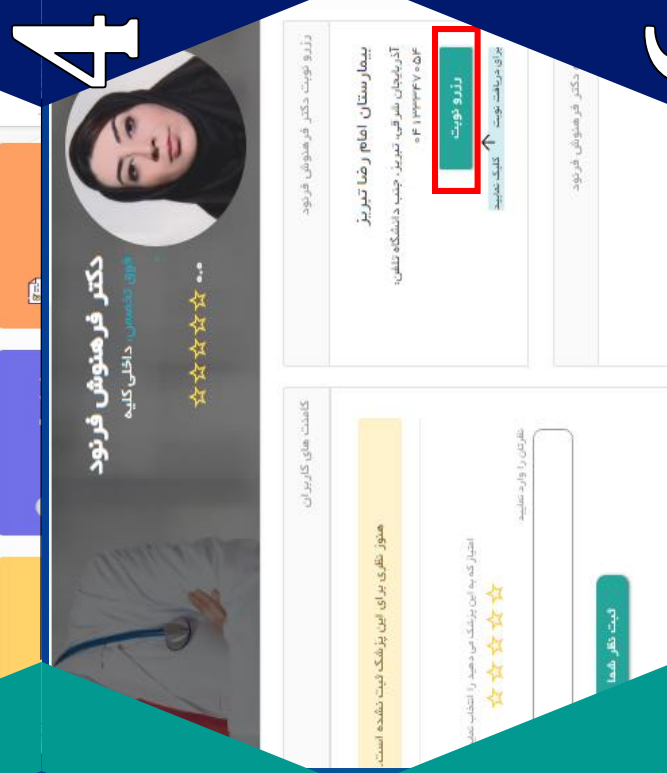 4
دکتر فرهنوش فرنود
فوق تخصص، داخلی کلیه
۰.۰
رزرو نوبت دکتر فرهنوش فرنود
بیمارستان امام رضا تبریز
آذربایجان شرقی، تبریز، جنب دانشگاه تلفن:
۰۴۱۳۳۳۴۷۰۵۴
رزرو نوبت
برای دریافت نوبت
کلیک نمایید
دکتر فرهنوش فرنود
کامنت های کاربران
هنوز نظری برای این پزشک ثبت نشده است.
امتیاز که به این پزشک می دهید را انتخاب
نظرتان را وارد نمایید
ثبت نظر شما